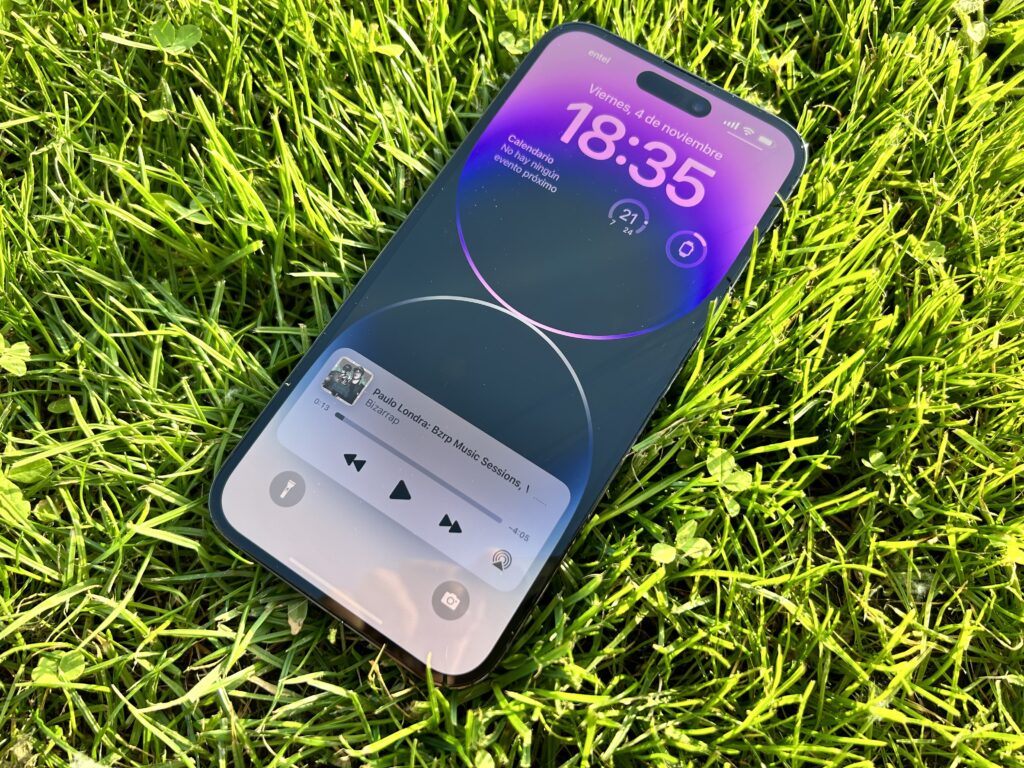 entel
Viernes, 4 de noviembre
18:35
Calendario
No hay ningún
evento próximo
21
7 24
Paulo Londra: Bzrp Music Sessions, \
Bizarrap
0:13
-4:05